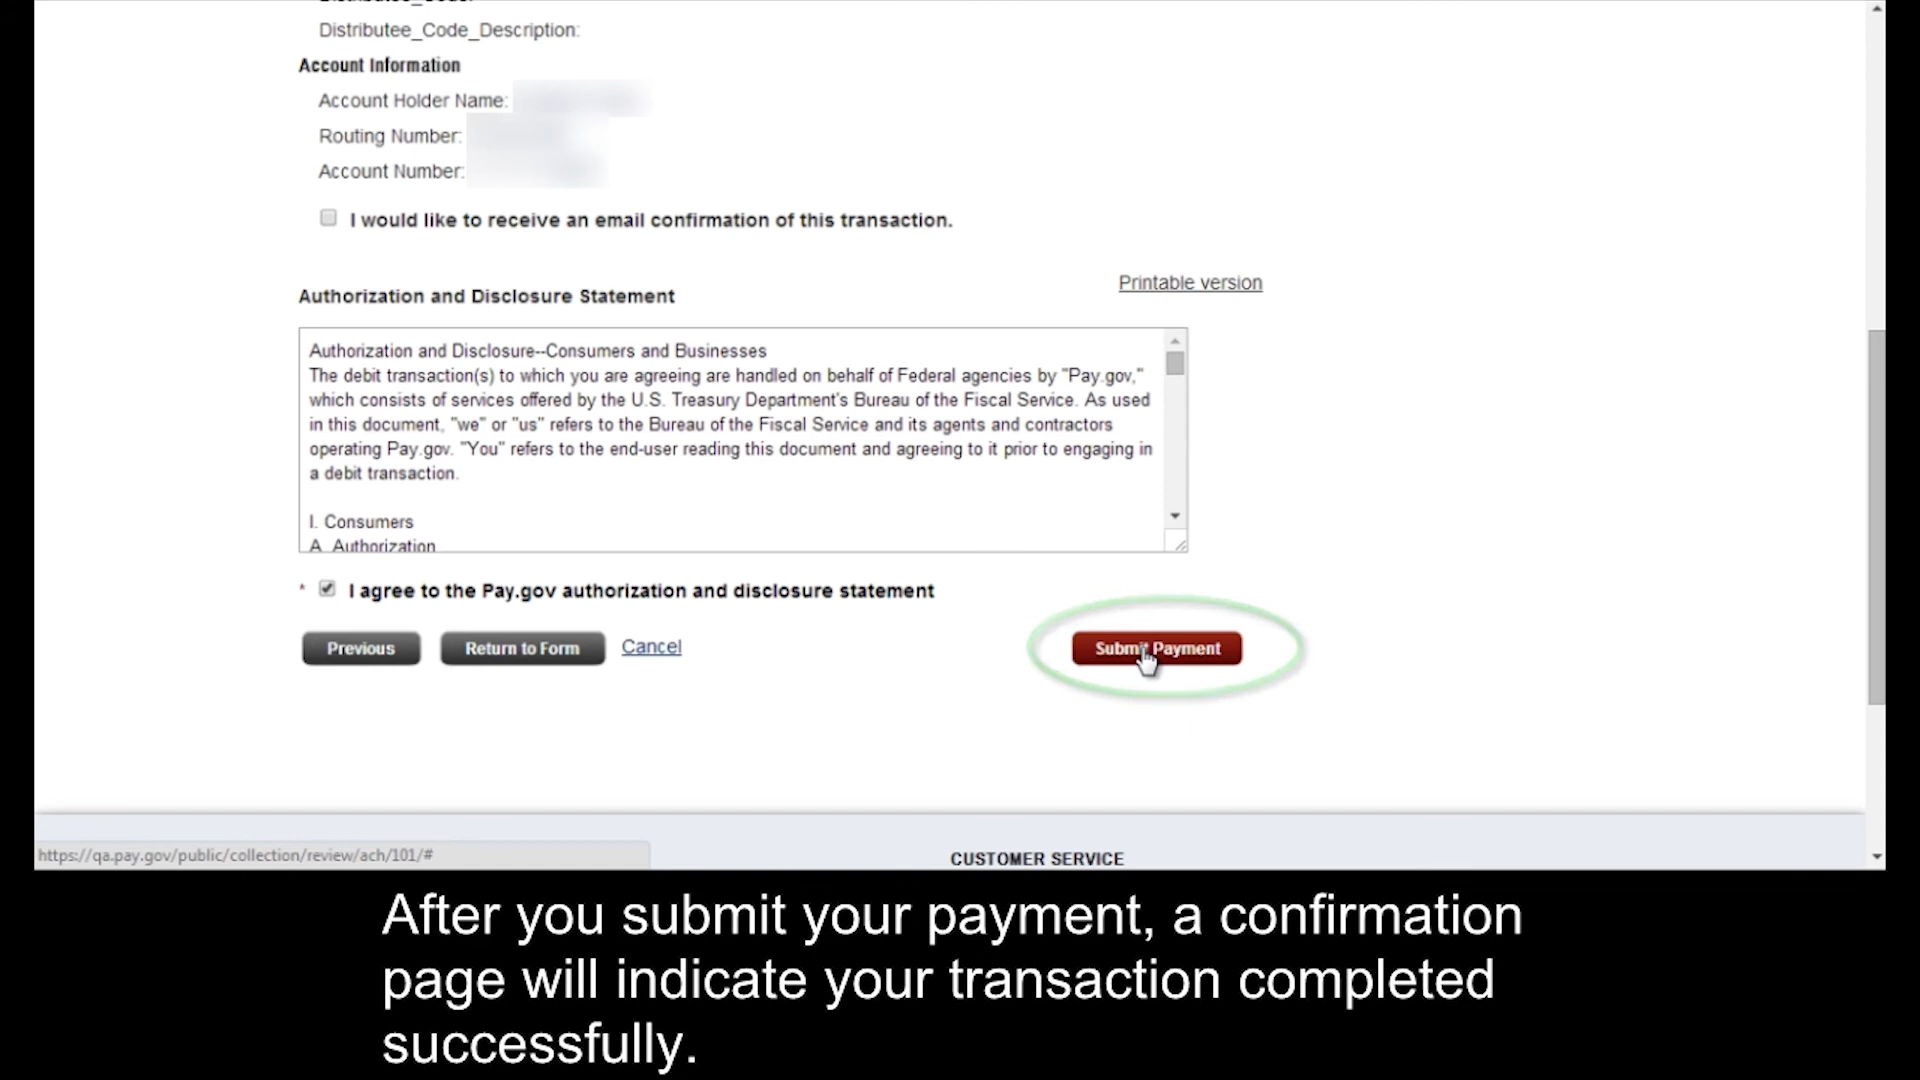 Distributee_Code:
Distributee_Code_Description:
Account Information
Account Holder Name:
Routing Number:
Account Number:
I would like to receive an email confirmation of this transaction.
Printable version
Authorization and Disclosure Statement
Authorization and Disclosure--Consumers and Businesses
The debit transaction(s) to which you are agreeing are handled on behalf of Federal agencies by "Pay.gov,"
which consists of services offered by the U.S. Treasury Department's Bureau of the Fiscal Service. As used
in this document, "we" or "us" refers to the Bureau of the Fiscal Service and its agents and contractors
operating Pay.gov. "You" refers to the end-user reading this document and agreeing to it prior to engaging in
a debit transaction.
I. Consumers
A. Authorization
* I agree to the Pay.gov authorization and disclosure statement
Previous Return to Form Cancel Submit Payment
https://qa.pay.gov/public/collection/review/ach/101/#
CUSTOMER SERVICE
After you submit your payment, a confirmation
page will indicate your transaction completed
successfully.